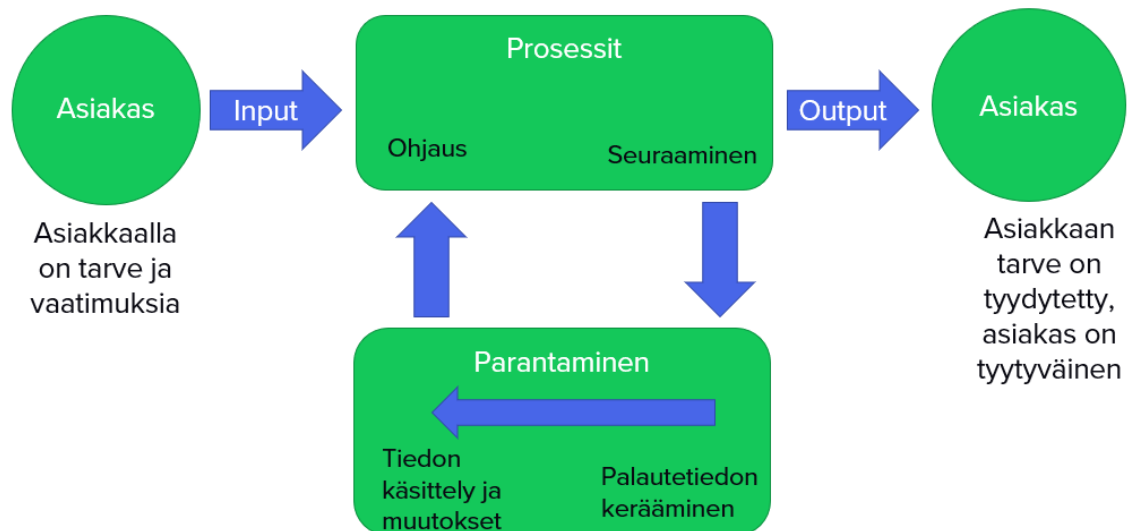 Asiakas
Input
Prosessit
Ohjaus
Seuraaminen
Output
Asiakas
Asiakkaalla
on tarve ja
vaatimuksia
Asiakkaan
tarve on
tyydytetty,
asiakas on
tyytyväinen
Parantaminen
Tiedon
käsittely ja
muutokset
Palautetiedon
kerääminen